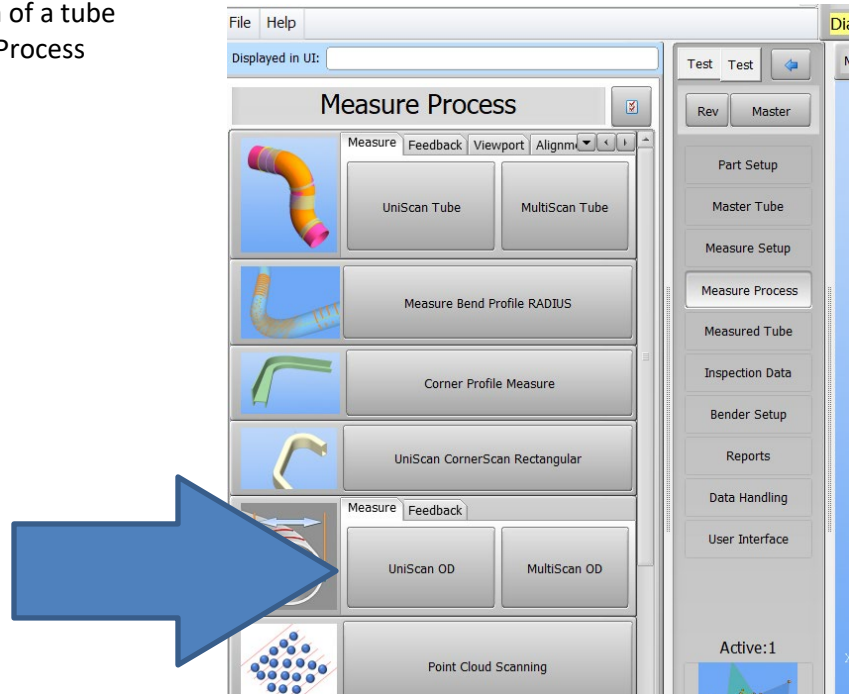 of a tube
Process
File Help
Displayed in UI:
Measure Process
Measure Feedback Viewport
UniScan Tube MultiScan Tube
Measure Bend Profile RADIUS
Corner Profile Measure
UniScan CornerScan Rectangular
Measure Feedback
UniScan OD MultiScan OD
Point Cloud Scanning
Test Test
Rev Master
Part Setup
Master Tube
Measure Setup
Measure Process
Measured Tube
Inspection Data
Bender Setup
Reports
Data Handling
User Interface
Active:1